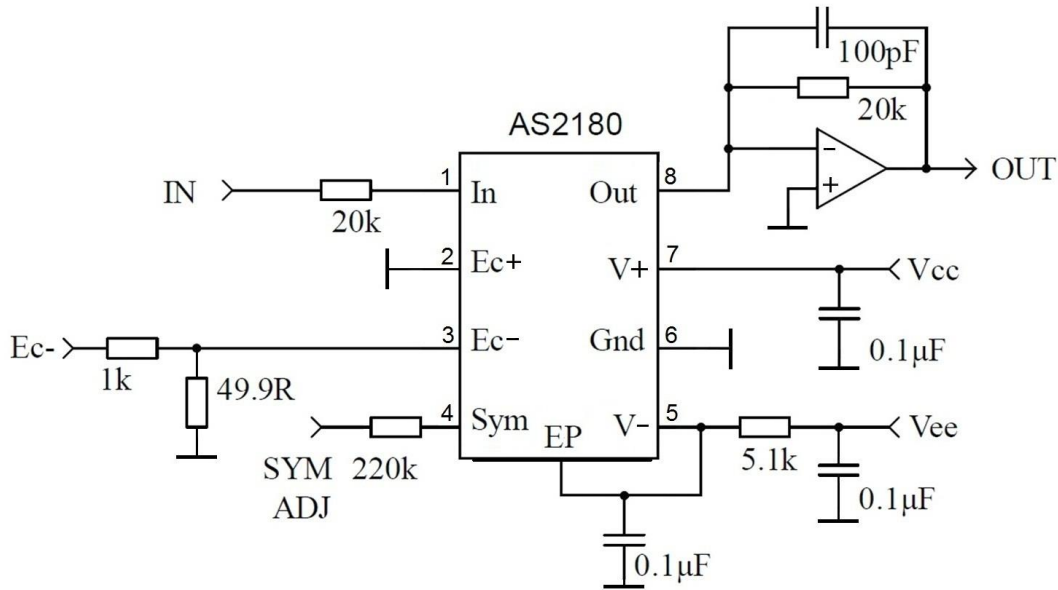 100pF
20k
AS2180
IN
20k
1
In
Out
8
-
+
OUT
2
Ec+
V+
7
Vcc
0.1μF
Ec-
1k
49.9R
3
Ec-
Gnd
6
4
Sym
EP
V-
5
5.1k
Vee
0.1μF
SYM
ADJ
220k
0.1μF